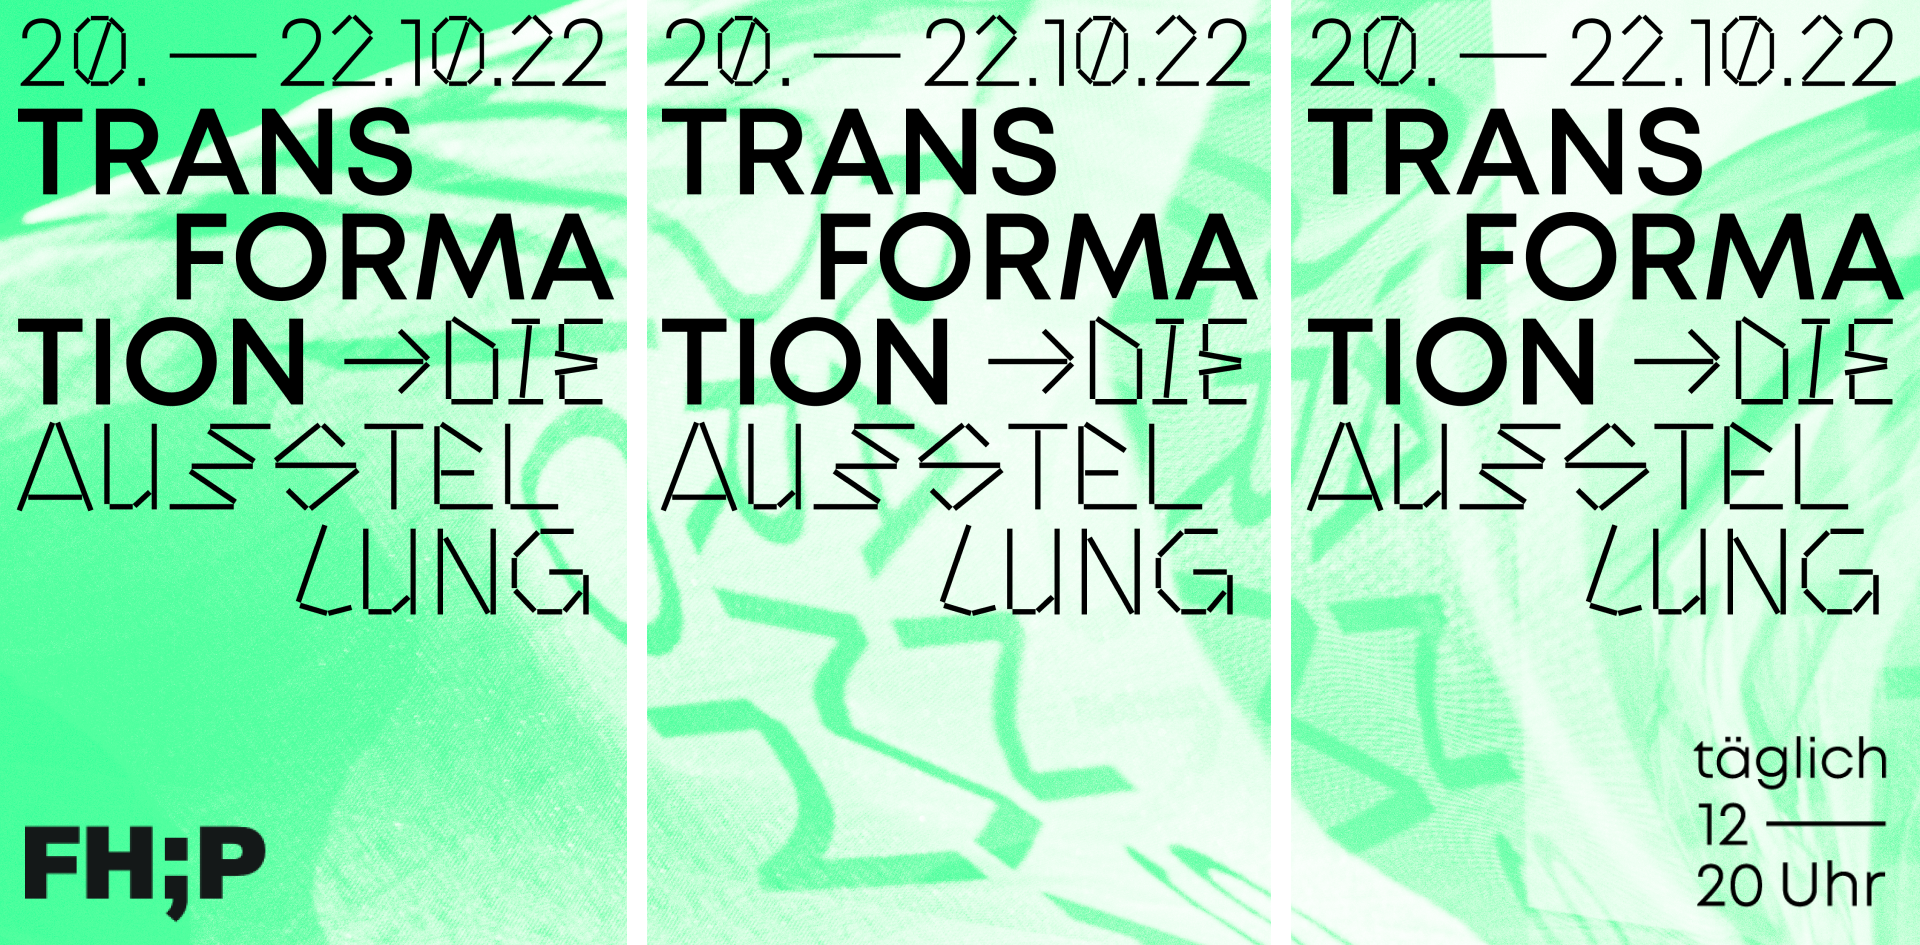 20. — 22.10.22
TRANS
FORMA
TION →DIE
AUSSTEL
LUNG
FH;P
20. — 22.10.22
TRANS
FORMA
TION →DIE
AUSSTEL
LUNG
20. — 22.10.22
TRANS
FORMA
TION →DIE
AUSSTEL
LUNG
täglich
12 —
20 Uhr